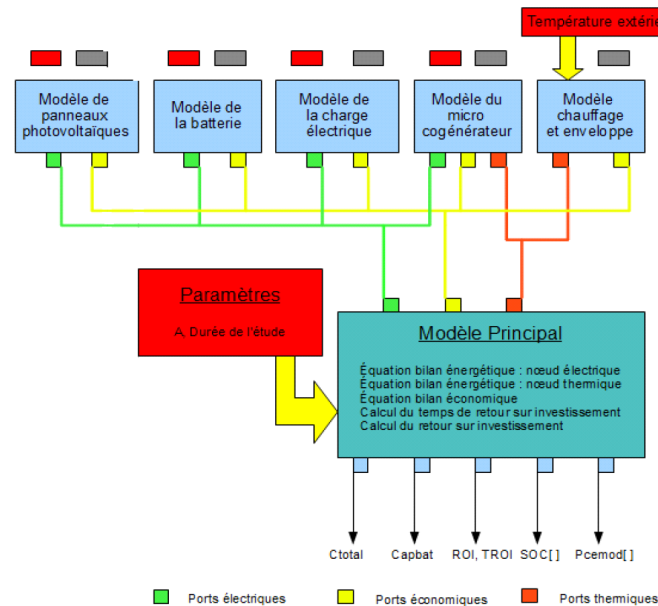 Température extérie
Modèle de
panneaux
photovoltaïques
Modèle de
la batterie
Modèle de
la charge
électrique
Modèle du
micro
cogénérateur
Modèle
chauffage
et enveloppe
Paramètres
A, Durée de l'étude
Modèle Principal
Équation bilan énergétique : nœud électrique
Équation bilan énergétique : nœud thermique
Équation bilan économique
Calcul du temps de retour sur investissement
Calcul du retour sur investissement
Ctotal
Capbat
ROI, TROI
SOC[ ]
Pcemod[ ]
Ports électriques
Ports économiques
Ports thermiques